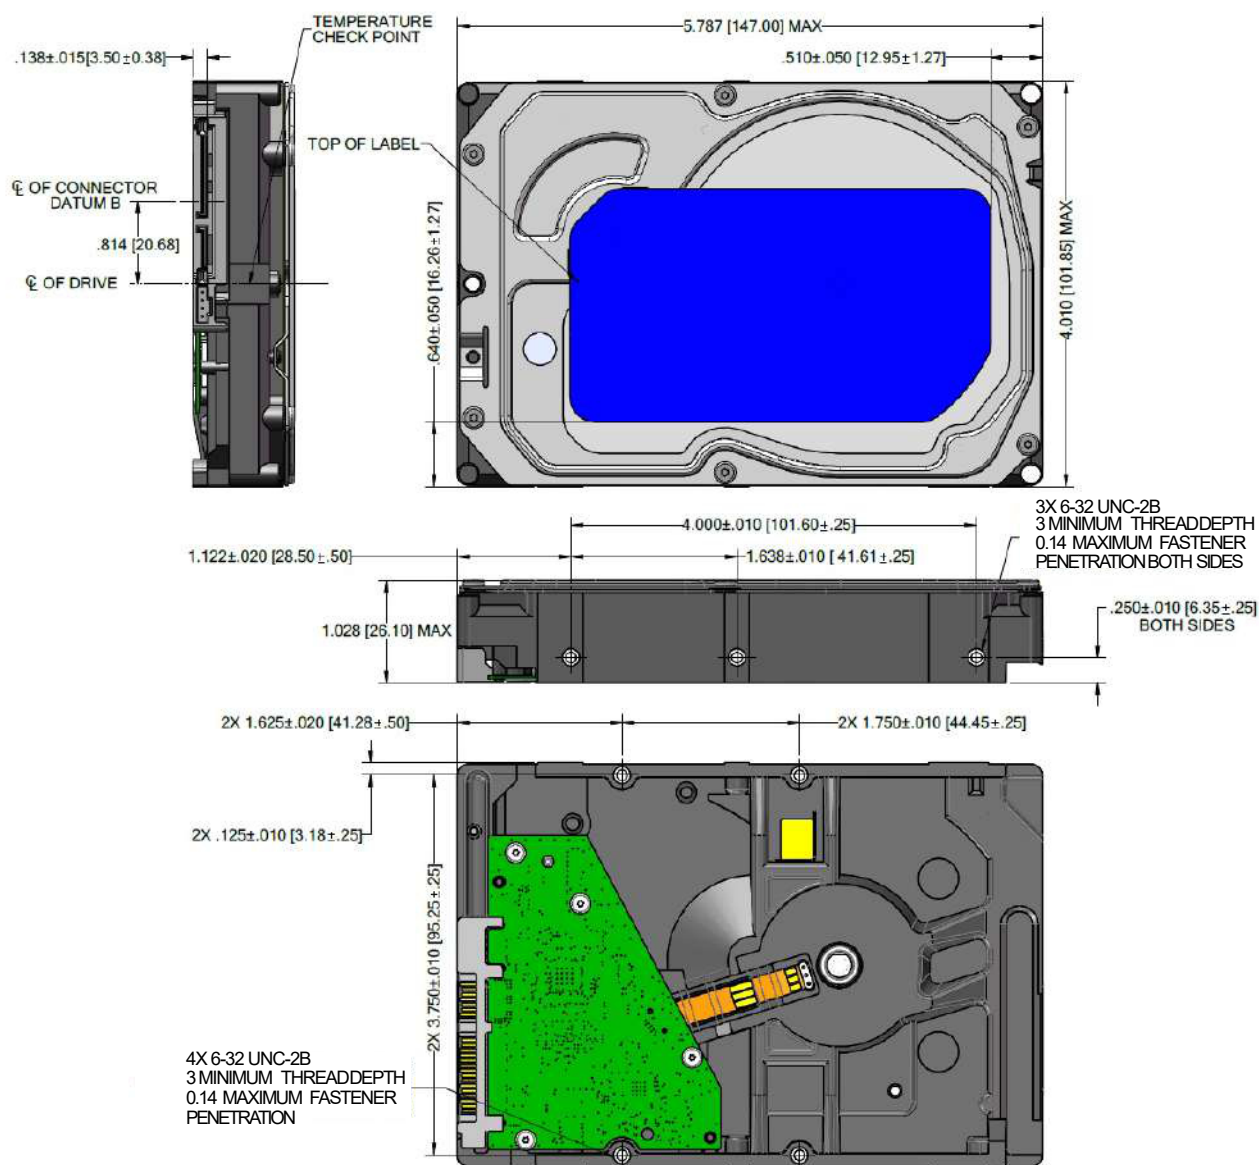 TEMPERATURE
CHECK POINT
5.787 [147.00] MAX
.138±.015[3.50±0.38]
.510±.050 [12.95±1.27]
TOP OF LABEL
℄ OF CONNECTOR
DATUM B
.814 [20.68]
℄ OF DRIVE
.640±.050 [16.26±1.27]
4.010 [101.85] MAX
3X 6-32 UNC-2B
3 MINIMUM THREADDEPTH
0.14 MAXIMUM FASTENER
PENETRATION BOTH SIDES
4.000±.010 [101.60±.25]
1.122±.020 [28.50±.50]
1.638±.010 [41.61±.25]
1.028 [26.10] MAX
.250±.010 [6.35±.25]
BOTH SIDES
2X 1.625±.020 [41.28±.50]
2X 1.750±.010 [44.45±.25]
2X .125±.010 [3.18±.25]
2X 3.750±.010 [95.25±.25]
4X 6-32 UNC-2B
3 MINIMUM THREADDEPTH
0.14 MAXIMUM FASTENER
PENETRATION